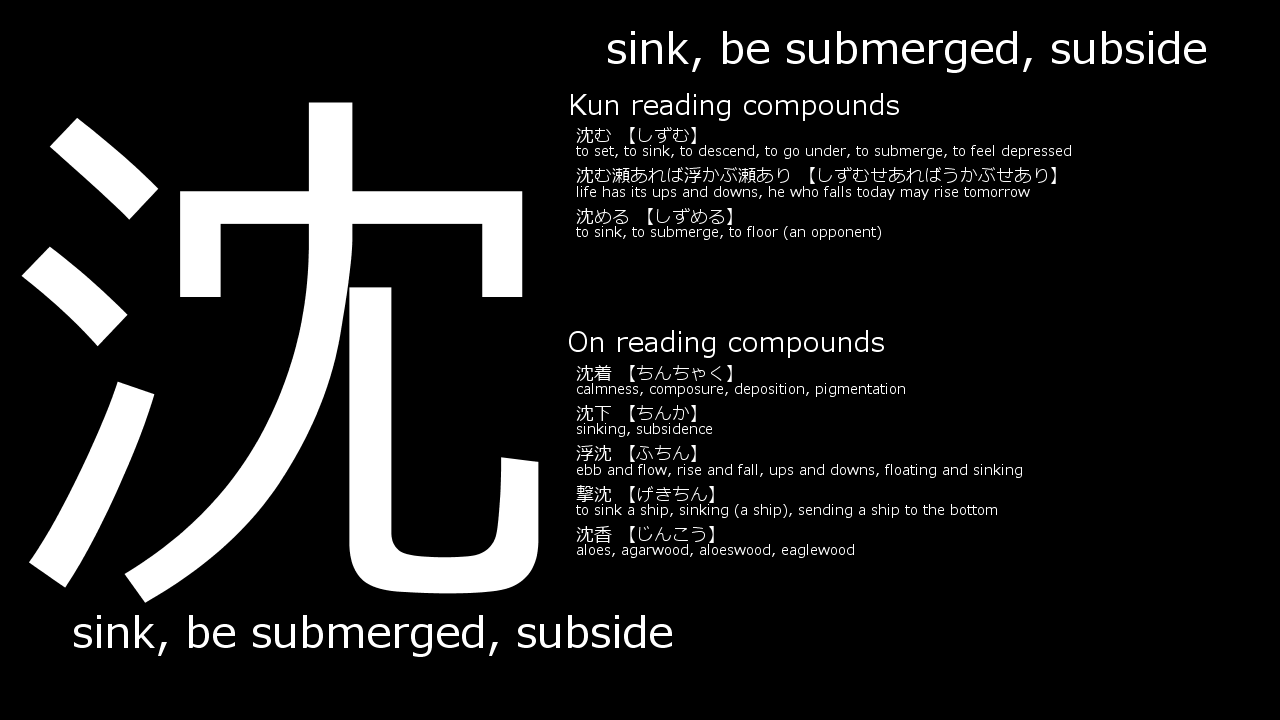 沈
sink, be submerged, subside
sink, be submerged, subside
Kun reading compounds
沈む 【しずむ】
to set, to sink, to descend, to go under, to submerge, to feel depressed
沈む瀬あれば浮かぶ瀬あり 【しずむせあればうかぶせあり】
life has its ups and downs, he who falls today may rise tomorrow
沈める 【しずめる】
to sink, to submerge, to floor (an opponent)
On reading compounds
沈着 【ちんちゃく】
calmness, composure, deposition, pigmentation
沈下 【ちんか】
sinking, subsidence
浮沈 【ふちん】
ebb and flow, rise and fall, ups and downs, floating and sinking
撃沈 【げきちん】
to sink a ship, sinking (a ship), sending a ship to the bottom
沈香 【じんこう】
aloes, agarwood, aloeswood, eaglewood